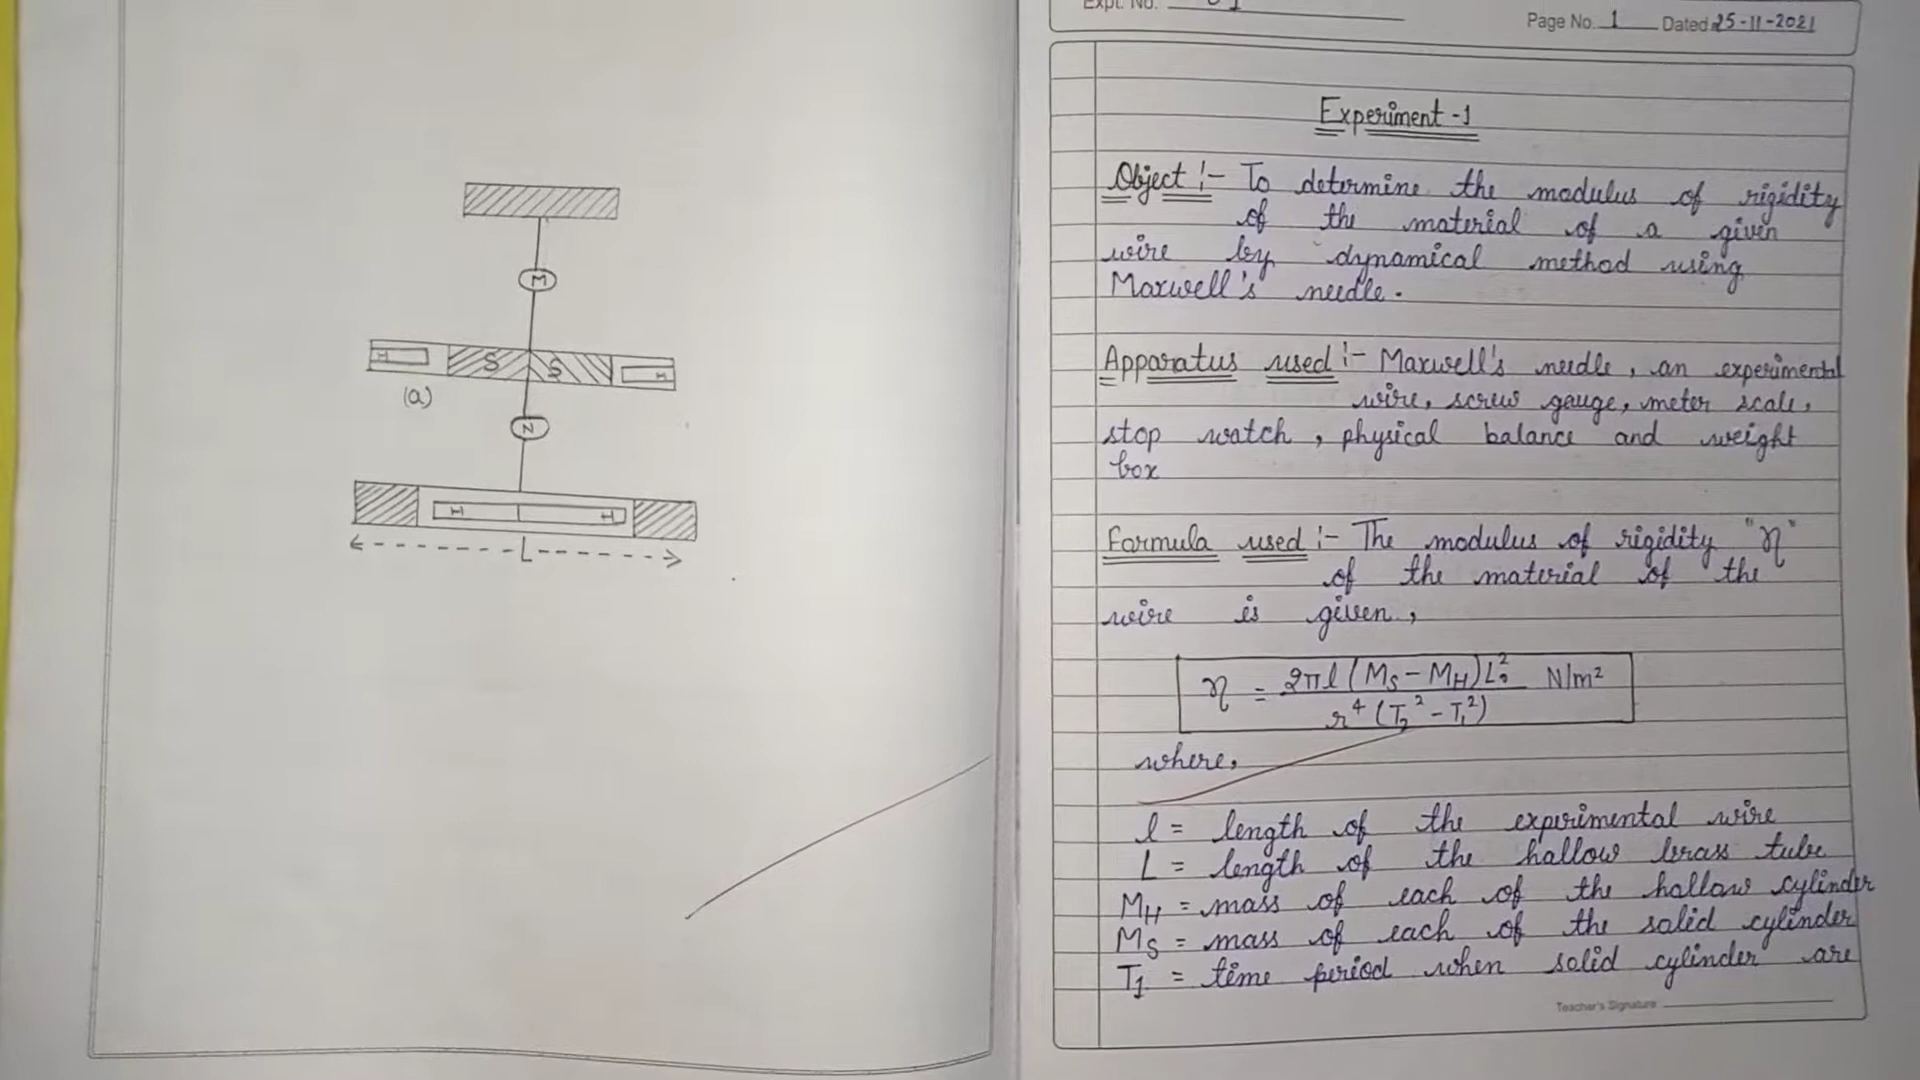 M
H S S H
(a)
N
H H
L
Expt. No.
Page No. 1 Dated 25-11-2021
Experiment -1
Object :- To determine the modulus of rigidity
of the material of a given
wire by dynamical method using
Maxwell's needle.
Apparatus used :- Maxwell's needle, an experimental
wire, screw gauge, meter scale,
stop watch, physical balance and weight
box
Formula used :- The modulus of rigidity "η"
of the material of the
wire is given,
η = 2πl (M_S - M_H) L² / r⁴ (T₂² - T₁²) N/m²
where,
l = length of the experimental wire
L = length of the hallow brass tube
M_H = mass of each of the hallow cylinder
M_S = mass of each of the solid cylinder
T₁ = time period when solid cylinder are
Teacher's Signature